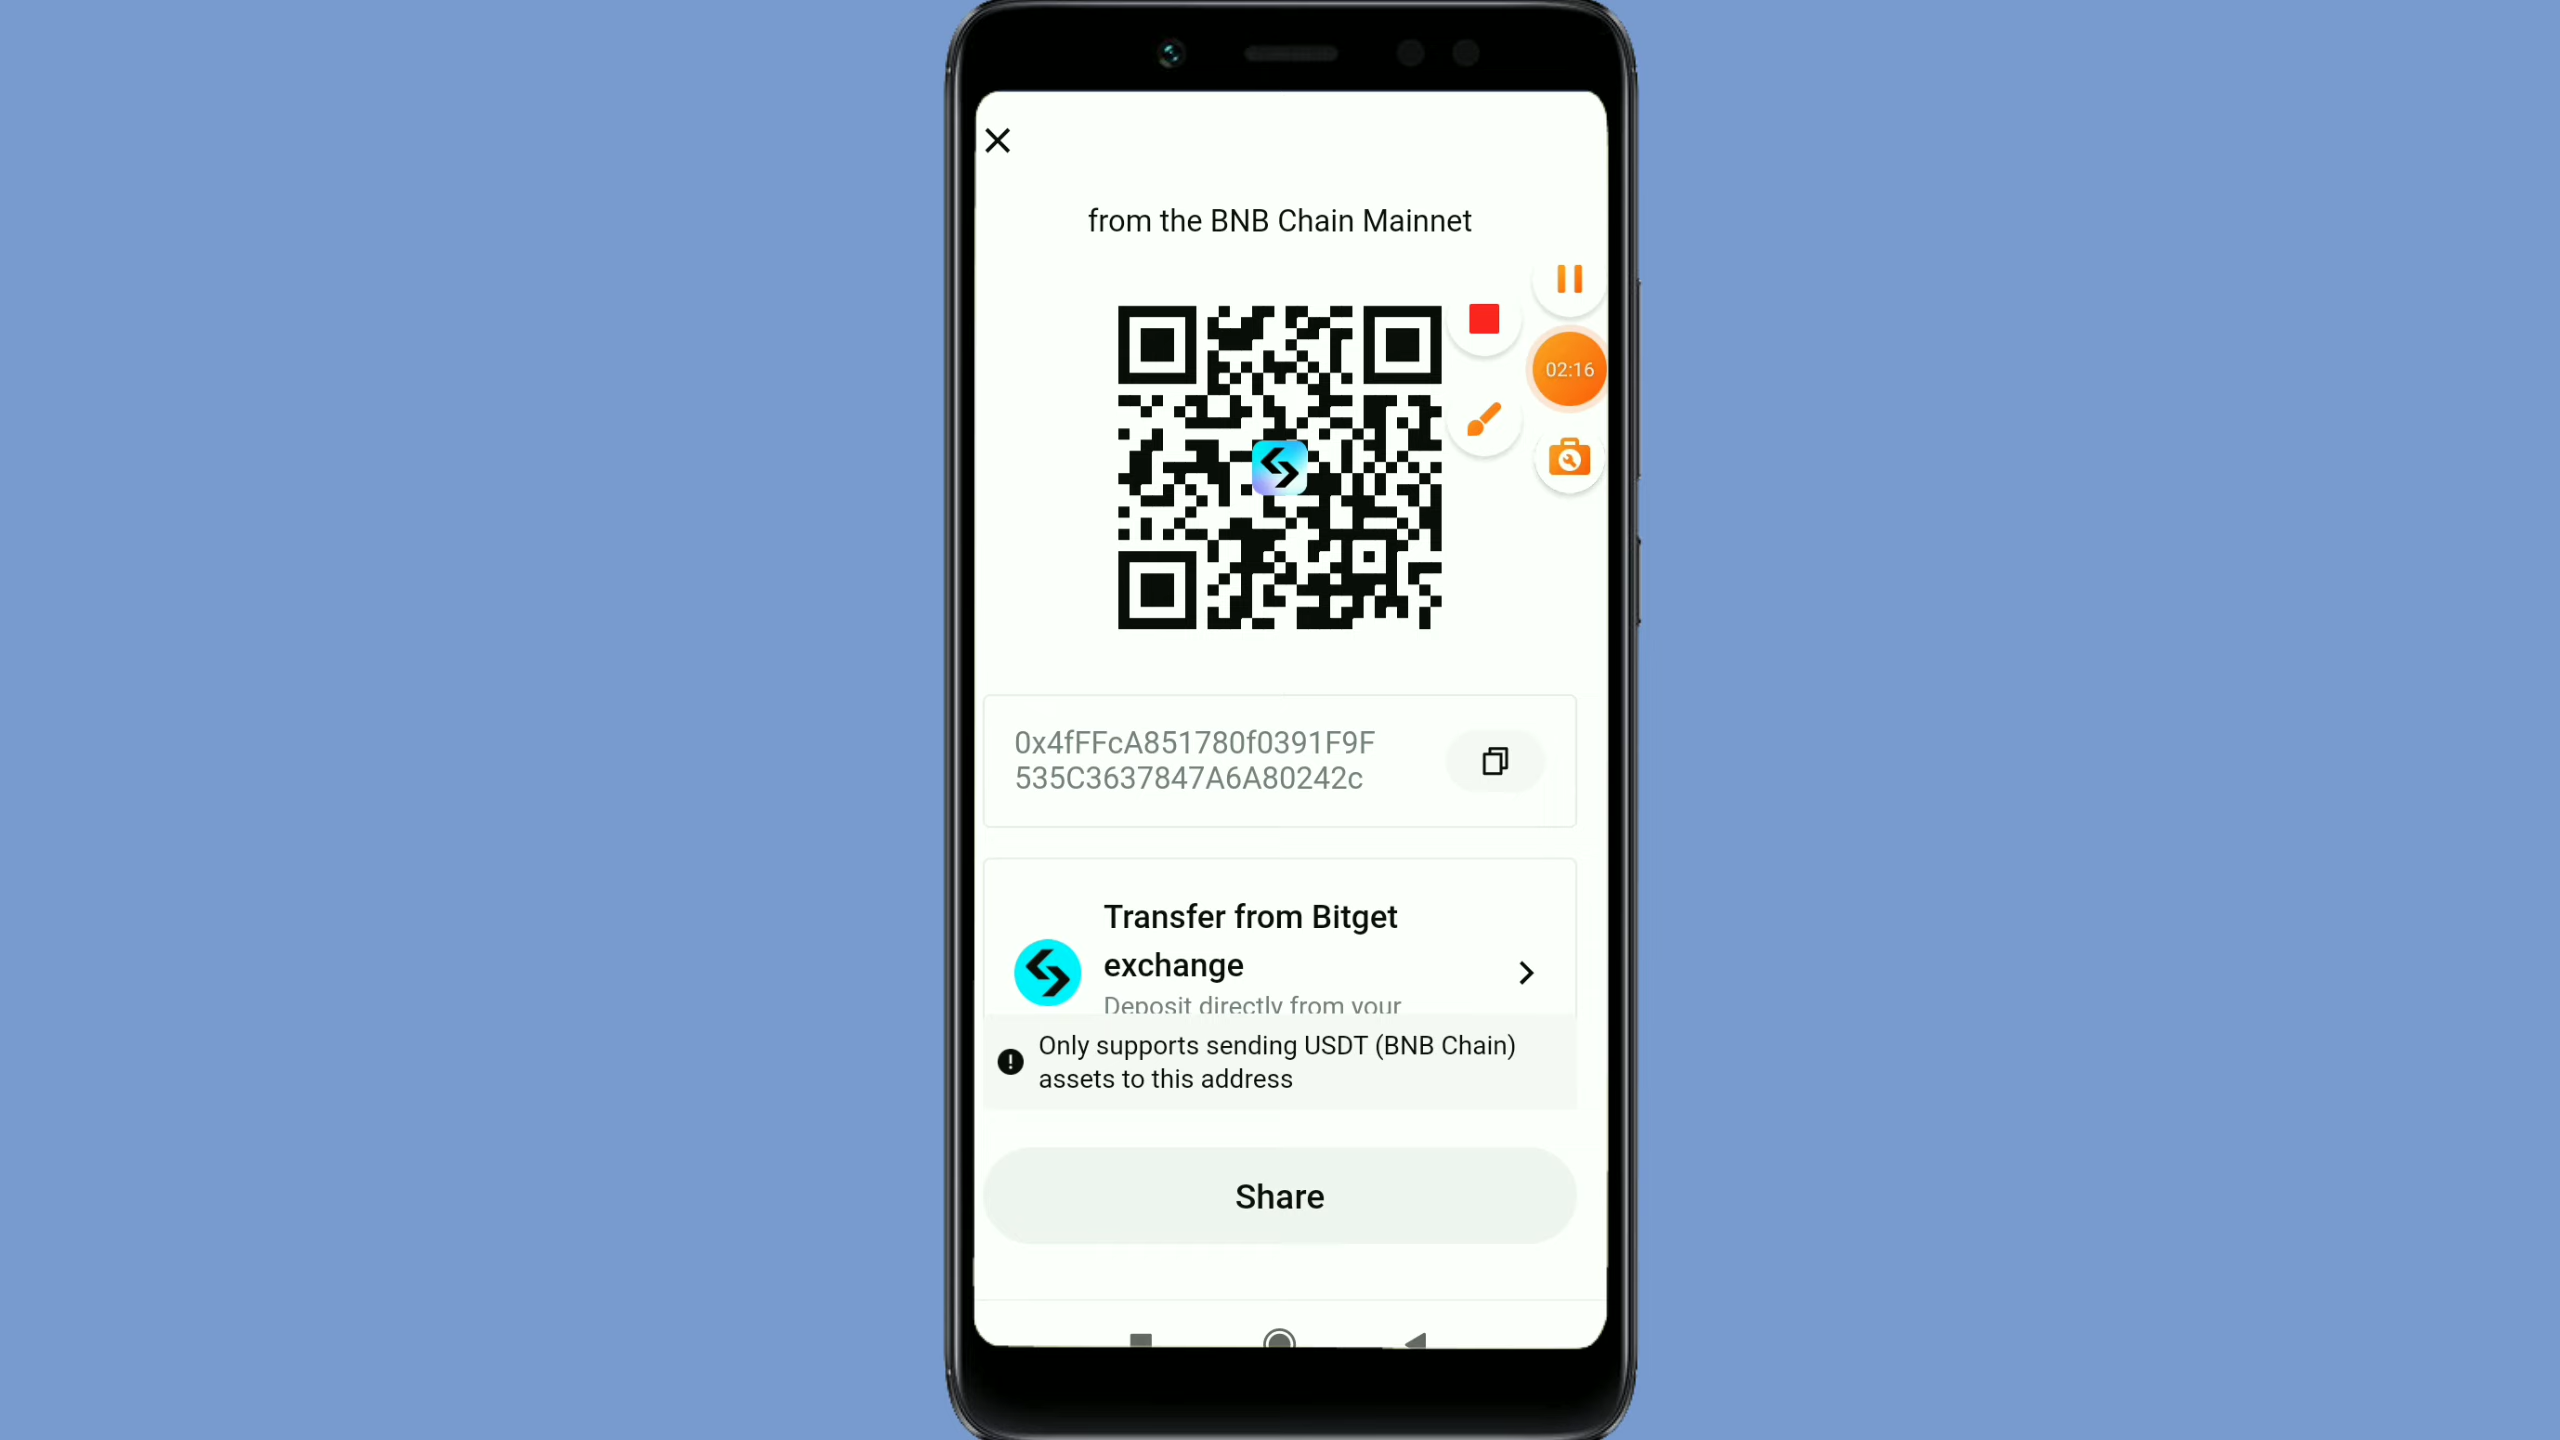 from the BNB Chain Mainnet
02:16
0x4fFFcA851780f0391F9F
535C3637847A6A80242c
Transfer from Bitget
exchange
Deposit directly from your
Only supports sending USDT (BNB Chain)
assets to this address
Share